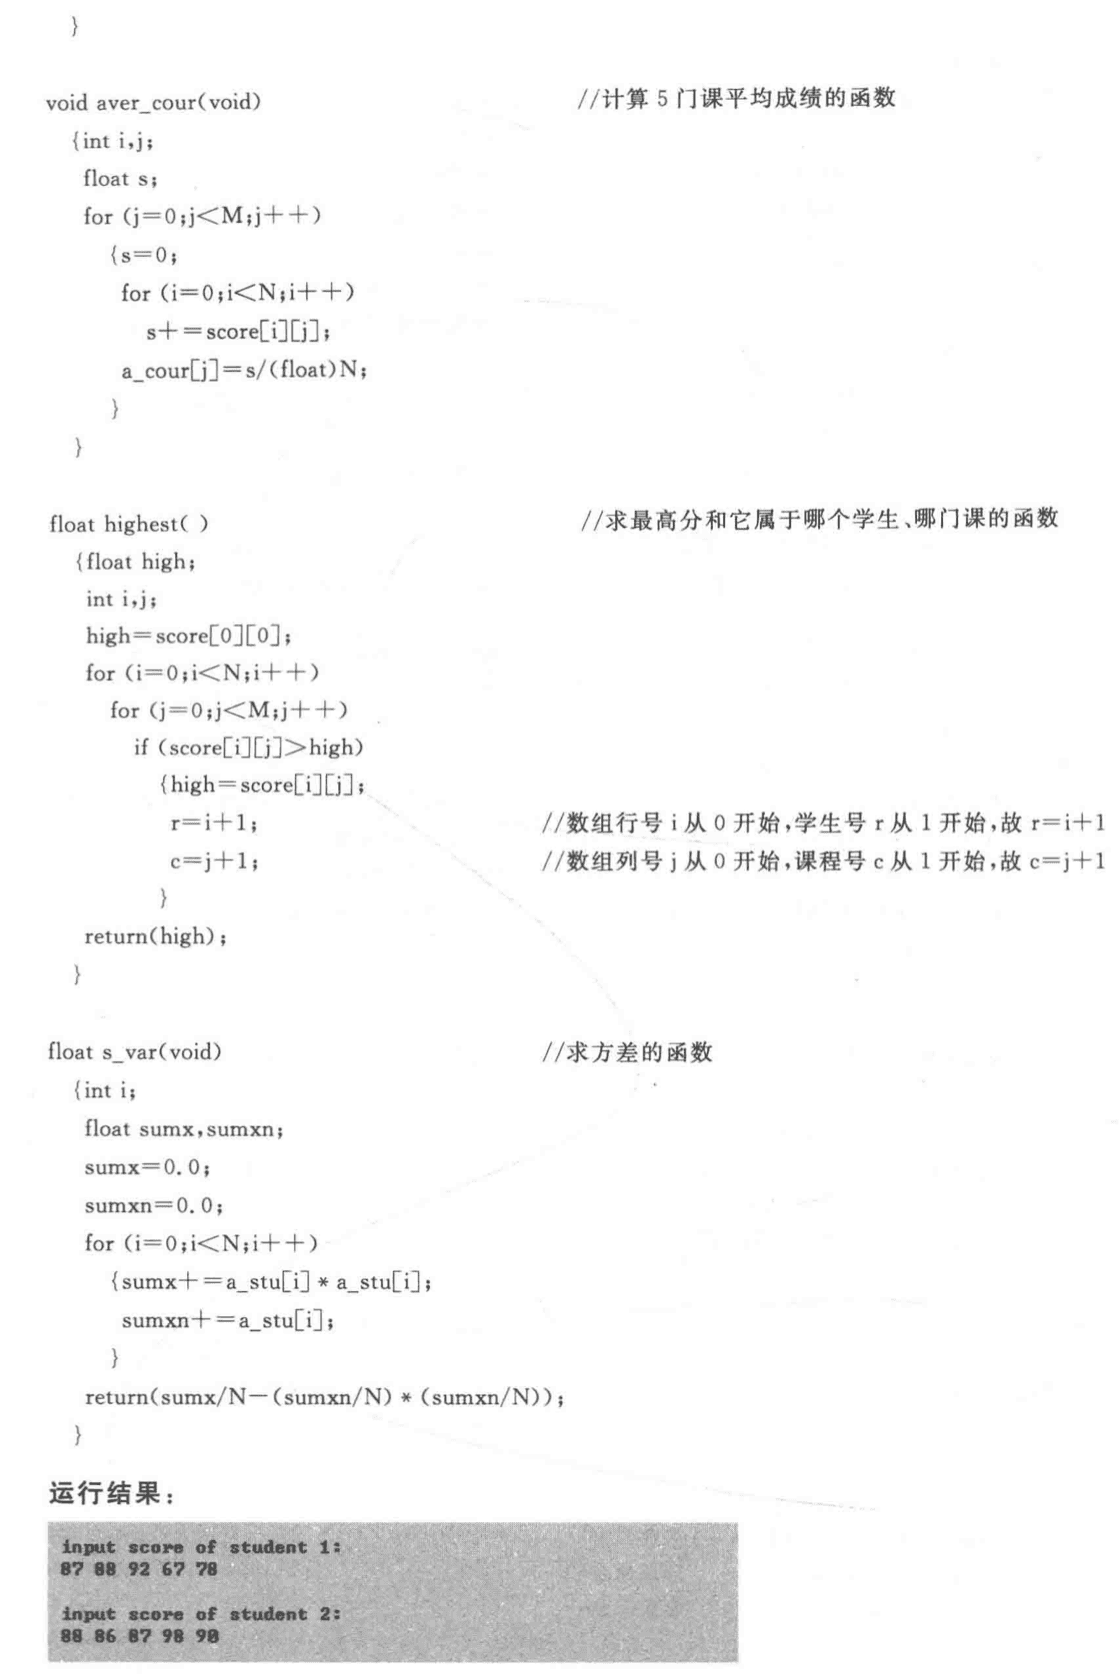 }
void aver_cour(void) //计算 5 门课平均成绩的函数
{int i,j;
float s;
for (j=0;j<M;j++)
{s=0;
for (i=0;i<N;i++)
s+=score[i][j];
a_cour[j]=s/(float)N;
}
}
float highest( ) //求最高分和它属于哪个学生、哪门课的函数
{float high;
int i,j;
high=score[0][0];
for (i=0;i<N;i++)
for (j=0;j<M;j++)
if (score[i][j]>high)
{high=score[i][j];
r=i+1; //数组行号 i 从 0 开始,学生号 r 从 1 开始,故 r=i+1
c=j+1; //数组列号 j 从 0 开始,课程号 c 从 1 开始,故 c=j+1
}
return(high);
}
float s_var(void) //求方差的函数
{int i;
float sumx,sumxn;
sumx=0.0;
sumxn=0.0;
for (i=0;i<N;i++)
{sumx+=a_stu[i] * a_stu[i];
sumxn+=a_stu[i];
}
return(sumx/N-(sumxn/N) * (sumxn/N));
}
运行结果:
input score of student 1:
87 88 92 67 78
input score of student 2:
88 86 87 98 90